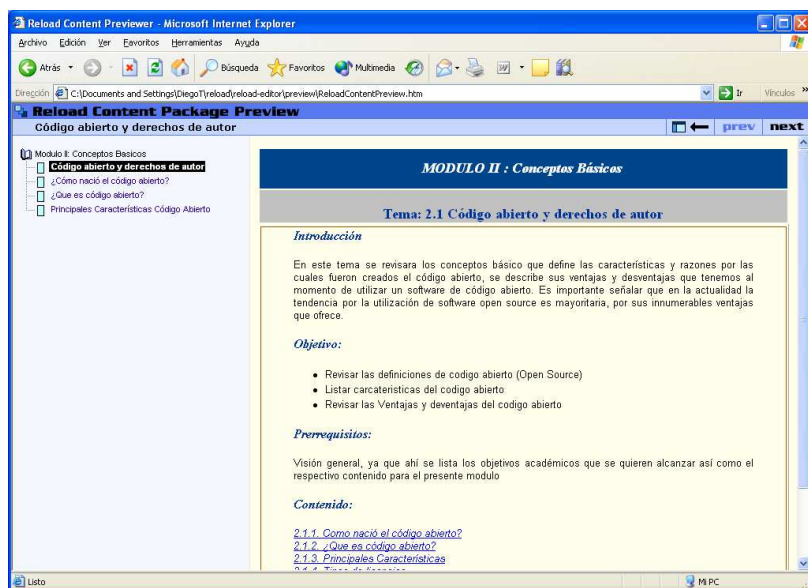 Reload Content Previewer - Microsoft Internet Explorer
Archivo Edición Ver Favoritos Herramientas Ayuda
Atrás Búsqueda Favoritos Multimedia
Dirección C:\Documents and Settings\DiegoT\reload\reload-editor\preview\ReloadContentPreview.htm Ir Vínculos »
Reload Content Package Preview
Código abierto y derechos de autor prev next
Modulo II: Conceptos Basicos
Código abierto y derechos de autor
¿Cómo nació el código abierto?
¿Que es código abierto?
Principales Características Código Abierto
MODULO II : Conceptos Básicos
Tema: 2.1 Código abierto y derechos de autor
Introducción
En este tema se revisara los conceptos básico que define las características y razones por las
cuales fueron creados el código abierto, se describe sus ventajas y desventajas que tenemos al
momento de utilizar un software de código abierto. Es importante señalar que en la actualidad la
tendencia por la utilización de software open source es mayoritaria, por sus innumerables ventajas
que ofrece.
Objetivo:
Revisar las definiciones de codigo abierto (Open Source)
Listar carcateristicas del codigo abierto
Revisar las Ventajas y deventajas del codigo abierto
Prerrequisitos:
Visión general, ya que ahí se lista los objetivos académicos que se quieren alcanzar así como el
respectivo contenido para el presente modulo
Contenido:
2.1.1. Como nació el código abierto?
2.1.2. ¿Que es código abierto?
2.1.3. Principales Características
2.1.4. Tipos de licencias
Listo Mi PC